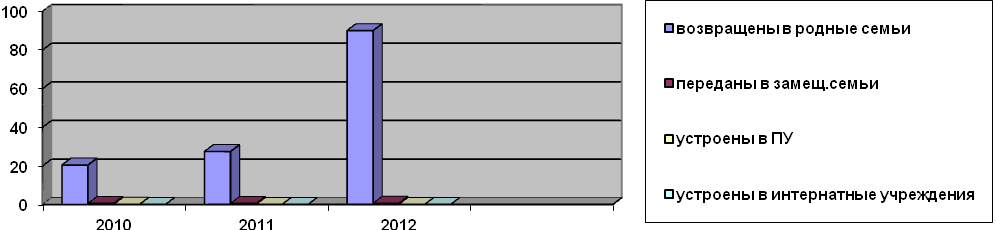 100
80
60
40
20
0
2010
2011
2012
возвращены в родные семьи
переданы в замещ.семьи
устроены в ПУ
устроены в интернатные учреждения